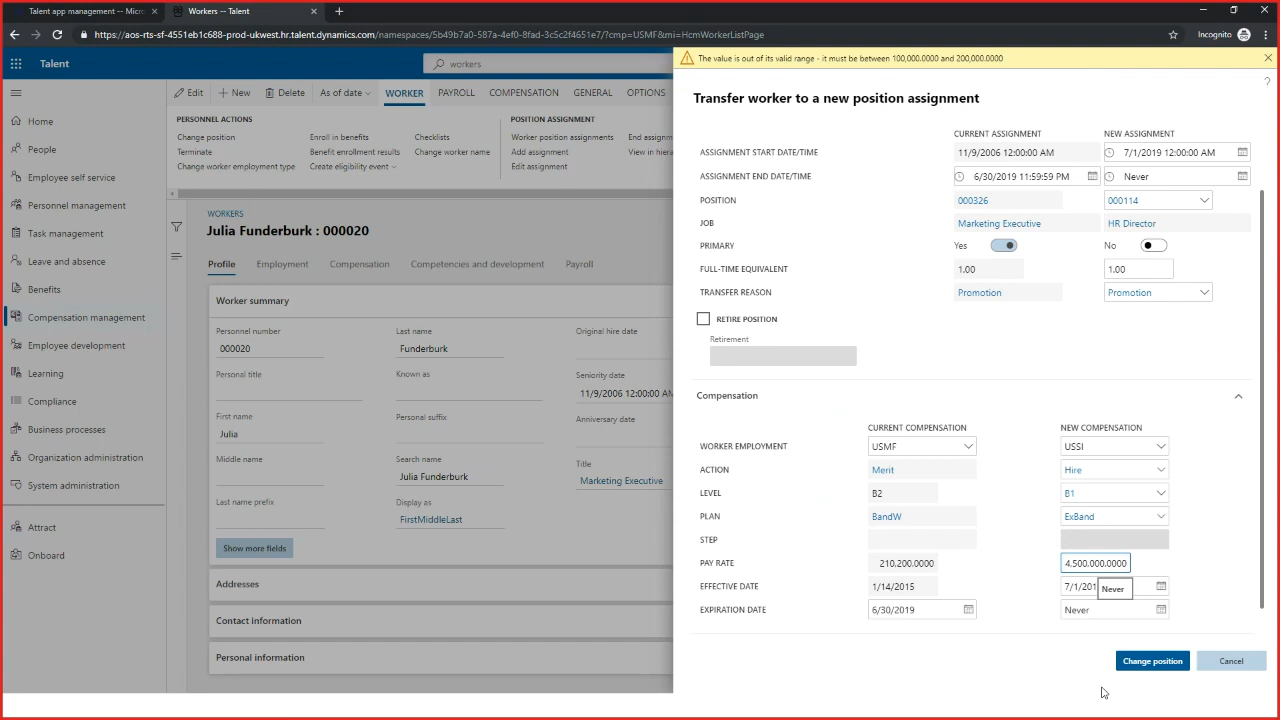 Talent app management -- Micro
Workers -- Talent
https://aos-rts-sf-4551eb1c688-prod-ukwest.hr.talent.dynamics.com/namespaces/5b49b7a0-587a-4ef0-8fad-3c5c2f4651e7/?cmp=USMF&mi=HcmWorkerListPage
Incognito
Talent
workers
Edit
New
Delete
As of date
WORKER
PAYROLL
COMPENSATION
GENERAL
OPTIONS
PERSONNEL ACTIONS
POSITION ASSIGNMENT
Change position
Enroll in benefits
Checklists
Worker position assignments
End assignm
Terminate
Benefit enrollment results
Change worker name
Add assignment
View in hiera
Change worker employment type
Create eligibility event
Edit assignment
Home
People
Employee self service
Personnel management
Task management
Leave and absence
Benefits
Compensation management
Employee development
Learning
Compliance
Business processes
Organization administration
System administration
Attract
Onboard
WORKERS
Julia Funderburk : 000020
Profile
Employment
Compensation
Competencies and development
Payroll
Worker summary
Personnel number
000020
Personal title
First name
Julia
Middle name
Last name prefix
Last name
Funderburk
Known as
Personal suffix
Search name
Julia Funderburk
Display as
FirstMiddleLast
Original hire date
Seniority date
11/9/2006 12:00:00 AM
Anniversary date
Title
Marketing Executive
Show more fields
Addresses
Contact information
Personal information
The value is out of its valid range - it must be between 100,000.0000 and 200,000.0000
?
Transfer worker to a new position assignment
CURRENT ASSIGNMENT
NEW ASSIGNMENT
ASSIGNMENT START DATE/TIME
11/9/2006 12:00:00 AM
7/1/2019 12:00:00 AM
ASSIGNMENT END DATE/TIME
6/30/2019 11:59:59 PM
Never
POSITION
000326
000114
JOB
Marketing Executive
HR Director
PRIMARY
Yes
No
FULL-TIME EQUIVALENT
1.00
1.00
TRANSFER REASON
Promotion
Promotion
RETIRE POSITION
Retirement
Compensation
CURRENT COMPENSATION
NEW COMPENSATION
WORKER EMPLOYMENT
USMF
USSI
ACTION
Merit
Hire
LEVEL
B2
B1
PLAN
BandW
ExBand
STEP
PAY RATE
210,200.0000
4,500,000.0000
EFFECTIVE DATE
1/14/2015
7/1/201
Never
EXPIRATION DATE
6/30/2019
Never
Change position
Cancel